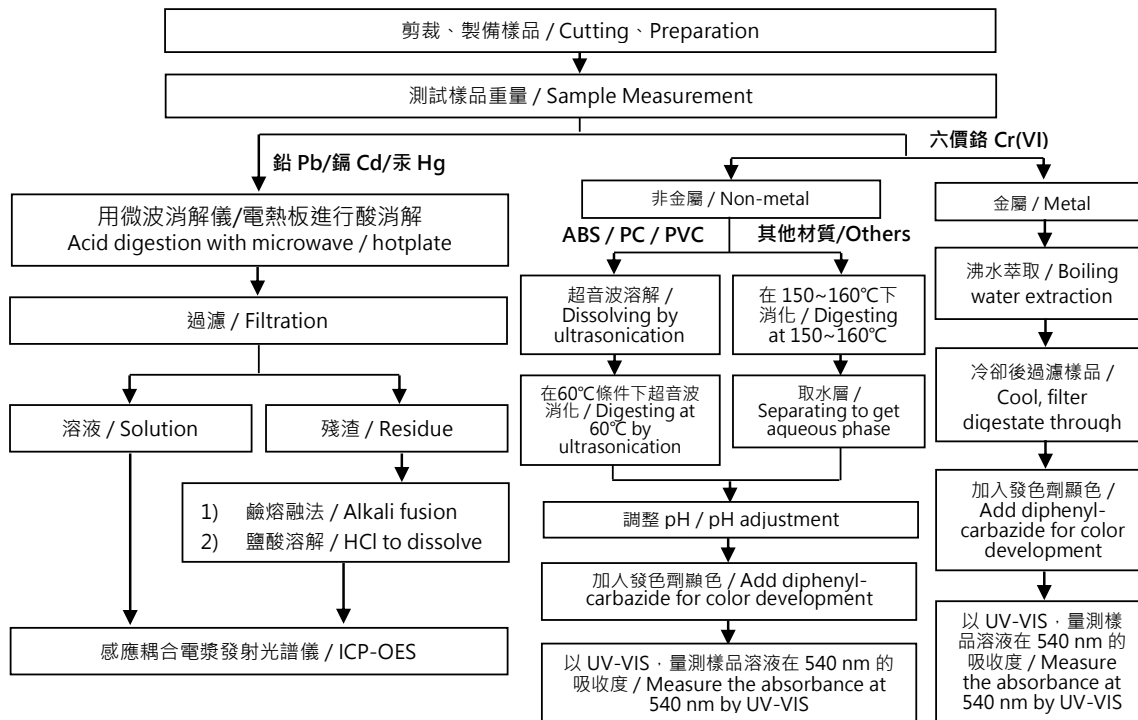 剪裁、製備樣品 / Cutting、Preparation
測試樣品重量 / Sample Measurement
鉛 Pb/鎘 Cd/汞 Hg
六價鉻 Cr(VI)
用微波消解儀/電熱板進行酸消解
Acid digestion with microwave / hotplate
過濾 / Filtration
溶液 / Solution
殘渣 / Residue
1) 鹼熔融法 / Alkali fusion
2) 鹽酸溶解 / HCl to dissolve
感應耦合電漿發射光譜儀 / ICP-OES
非金屬 / Non-metal
ABS / PC / PVC
其他材質/Others
超音波溶解 /
Dissolving by
ultrasonication
在 150~160℃下
消化 / Digesting
at 150~160℃
在60℃條件下超音波
消化 / Digesting at
60℃ by
ultrasonication
取水層 /
Separating to get
aqueous phase
調整 pH / pH adjustment
加入發色劑顯色 / Add diphenyl-
carbazide for color development
以 UV-VIS，量測樣品溶液在 540 nm 的
吸收度 / Measure the absorbance at
540 nm by UV-VIS
金屬 / Metal
沸水萃取 / Boiling
water extraction
冷卻後過濾樣品 /
Cool, filter
digestate through
加入發色劑顯色 /
Add diphenyl-
carbazide for color
development
以 UV-VIS，量測樣
品溶液在 540 nm 的
吸收度 / Measure
the absorbance at
540 nm by UV-VIS